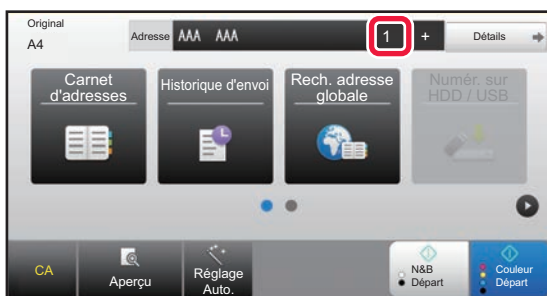 Original
A4
Adresse AAA AAA 1 + Détails
Carnet
d'adresses
Historique d'envoi
Rech. adresse
globale
Numér. sur
HDD / USB
CA
Aperçu
Réglage
Auto.
N&B
Départ
Couleur
Départ